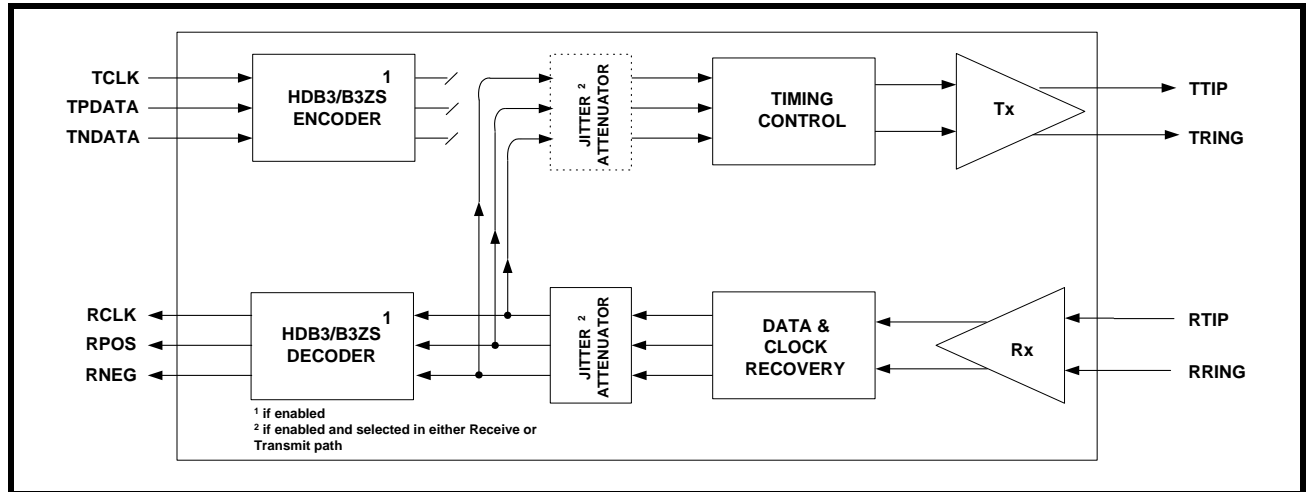 TCLK
TPDATA
TNDATA
1
HDB3/B3ZS
ENCODER
JITTER 2
ATTENUATOR
TIMING
CONTROL
Tx
TTIP
TRING
RCLK
RPOS
RNEG
1
HDB3/B3ZS
DECODER
JITTER 2
ATTENUATOR
DATA &
CLOCK
RECOVERY
Rx
RTIP
RRING
1 if enabled
2 if enabled and selected in either Receive or
Transmit path